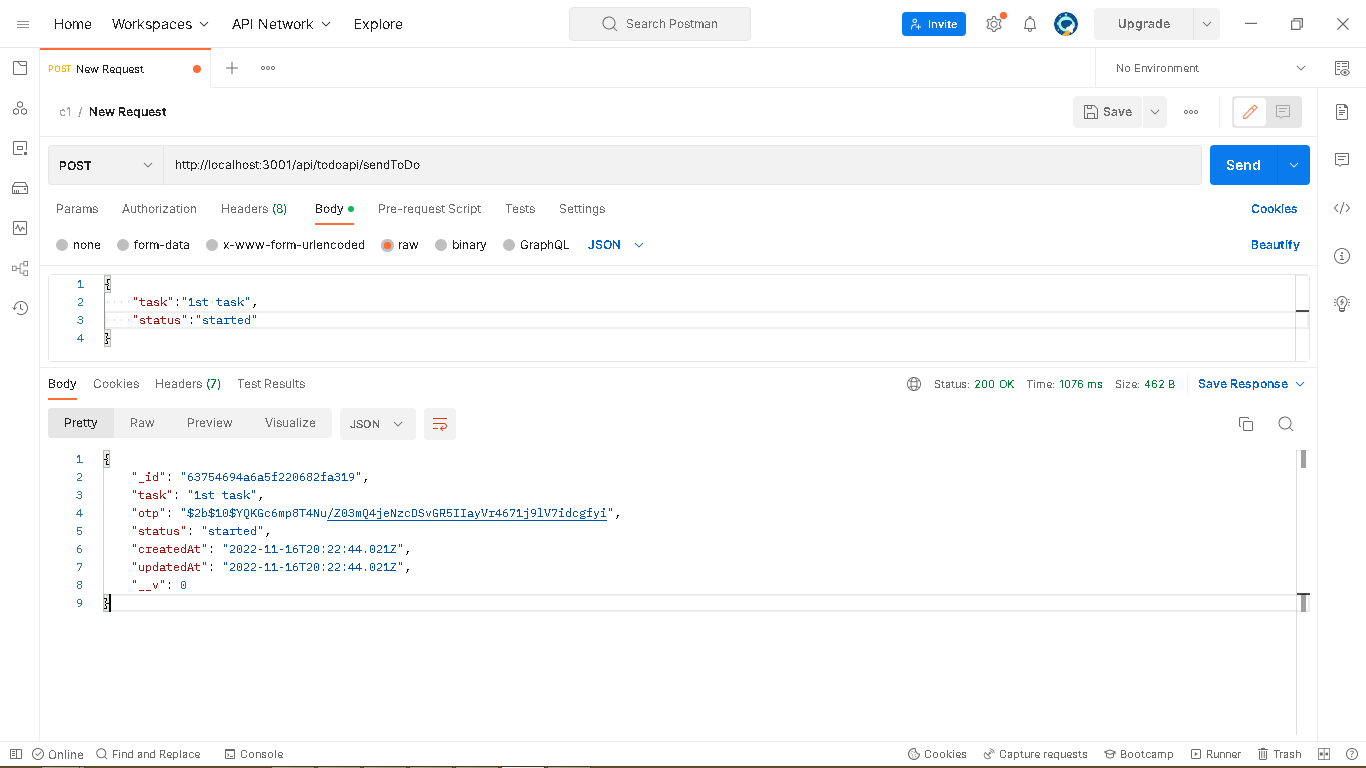 Home Workspaces API Network Explore Search Postman Invite Upgrade
POST New Request No Environment
c1 / New Request Save
POST http://localhost:3001/api/todoapi/sendToDo Send
Params Authorization Headers (8) Body Pre-request Script Tests Settings Cookies
none form-data x-www-form-urlencoded raw binary GraphQL JSON Beautify
1 {
2 "task":"1st task",
3 "status":"started"
4 }
Body Cookies Headers (7) Test Results Status: 200 OK Time: 1076 ms Size: 462 B Save Response
Pretty Raw Preview Visualize JSON
1 {
2 "_id": "63754694a6a5f220682fa319",
3 "task": "1st task",
4 "otp": "$2b$10$YQKGc6mp8T4Nu/Z03mQ4jeNzcDSvGR5IIayVr4671j9lV7idcgfyi",
5 "status": "started",
6 "createdAt": "2022-11-16T20:22:44.021Z",
7 "updatedAt": "2022-11-16T20:22:44.021Z",
8 "__v": 0
9 }
Online Find and Replace Console Cookies Capture requests Bootcamp Runner Trash